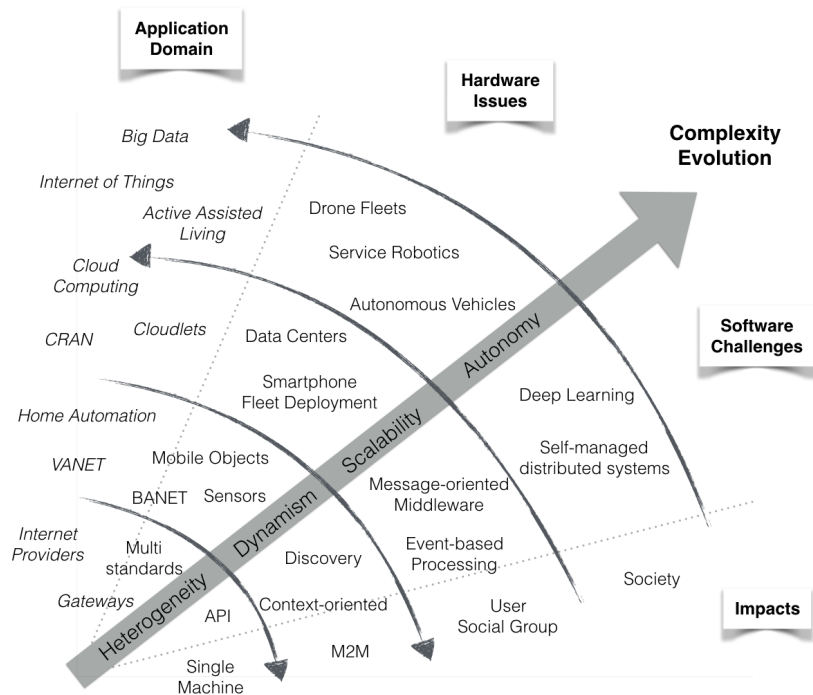 Application
Domain
Hardware
Issues
Complexity
Evolution
Big Data
Internet of Things
Active Assisted
Living
Drone Fleets
Service Robotics
Cloud
Computing
Autonomous Vehicles
CRAN
Cloudlets
Data Centers
Autonomy
Software
Challenges
Smartphone
Fleet Deployment
Deep Learning
Home Automation
Scalability
Self-managed
distributed systems
VANET
Mobile Objects
BANET
Sensors
Message-oriented
Middleware
Dynamism
Internet
Providers
Multi
standards
Discovery
Event-based
Processing
Society
Gateways
Heterogeneity
API
Context-oriented
User
Social Group
Impacts
Single
Machine
M2M